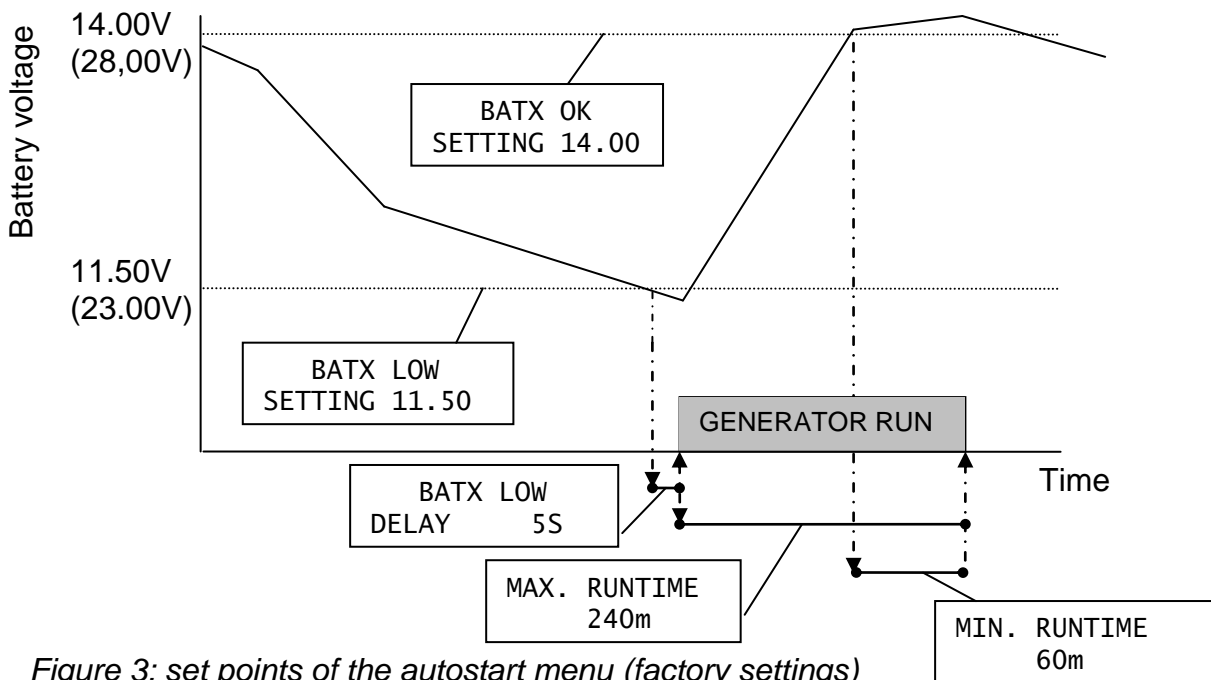 Battery voltage
14.00V
(28,00V)
BATX OK
SETTING 14.00
11.50V
(23.00V)
BATX LOW
SETTING 11.50
GENERATOR RUN
Time
BATX LOW
DELAY 5S
MAX. RUNTIME
240m
MIN. RUNTIME
60m
Figure 3: set points of the autostart menu (factory settings)